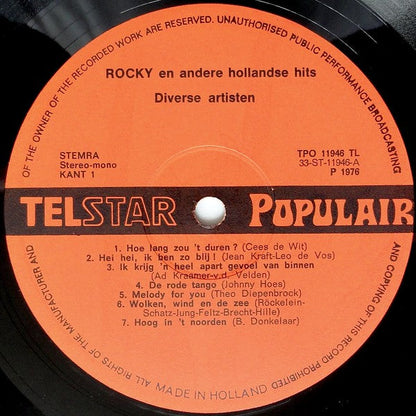 OF THE OWNER OF THE RECORDED WORK ARE RESERVED. UNAUTHORISED PUBLIC PERFORMANCE BROADCASTING
ROCKY en andere hollandse hits
Diverse artisten
STEMRA
Stereo-mono
KANT 1
TPO 11946 TL
33-ST-11946-A
P 1976
TELSTAR POPULAIR
1. Hoe lang zou 't duren? (Cees de Wit)
2. Hei hei, ik ben zo blij! (Jean Kraft-Leo de Vos)
3. Ik krijg 'n heel apart gevoel van binnen
(Ad Kraamer-v.d. Velden)
4. De rode tango (Johnny Hoes)
5. Melody for you (Theo Diepenbrock)
6. Wolken, wind en de zee (Röckelein-
Schatz-Jung-Feltz-Brecht-Hille)
7. Hoog in 't noorden (B. Donkelaar)
ALL RIGHTS OF THE MANUFACTURER AND
MADE IN HOLLAND
AND COPYING OF THIS RECORD PROHIBITED